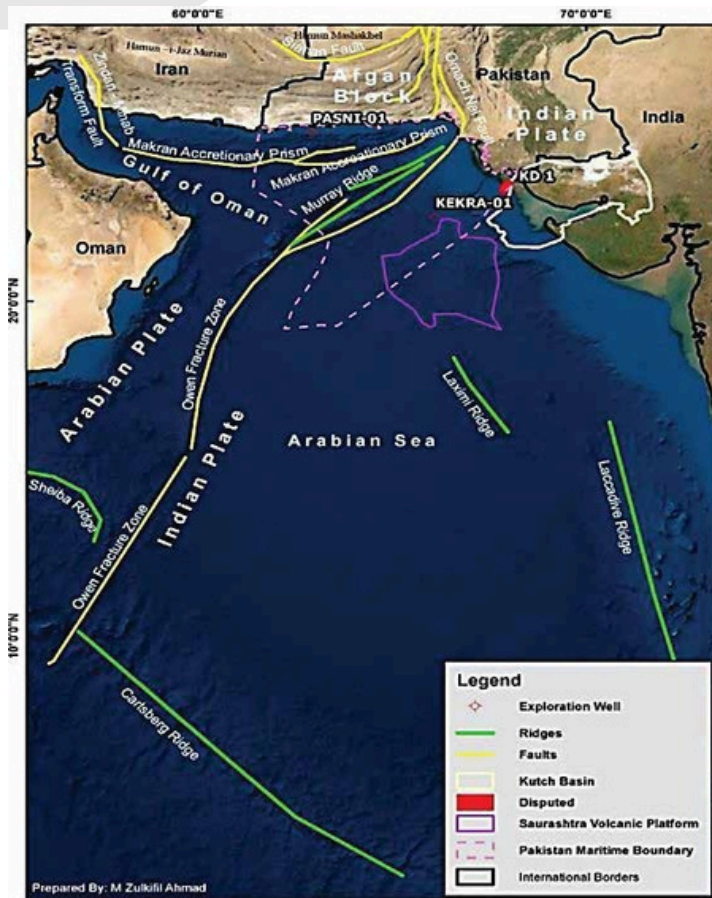 60°0'0"E
70°0'0"E
20°0'0"N
10°0'0"N
Hamun Mashakhel
Hamun -i-Jaz Murian
Siahan Fault
Iran
Afgan
Block
Pakistan
Indian
Plate
India
Transform Fault
Ornach Nal Fault
PASNI-01
Makran Accretionary Prism
Makran Accreationary Prism
Gulf of Oman
Murray Ridge
KD 1
KEKRA-01
Oman
Arabian Plate
Owen Fracture Zone
Indian Plate
Arabian Sea
Laximi Ridge
Laccadive Ridge
Sheiba Ridge
Owen Fracture Zone
Carlsberg Ridge
Legend
Exploration Well
Ridges
Faults
Kutch Basin
Disputed
Saurashtra Volcanic Platform
Pakistan Maritime Boundary
International Borders
Prepared By: M Zulkifil Ahmad